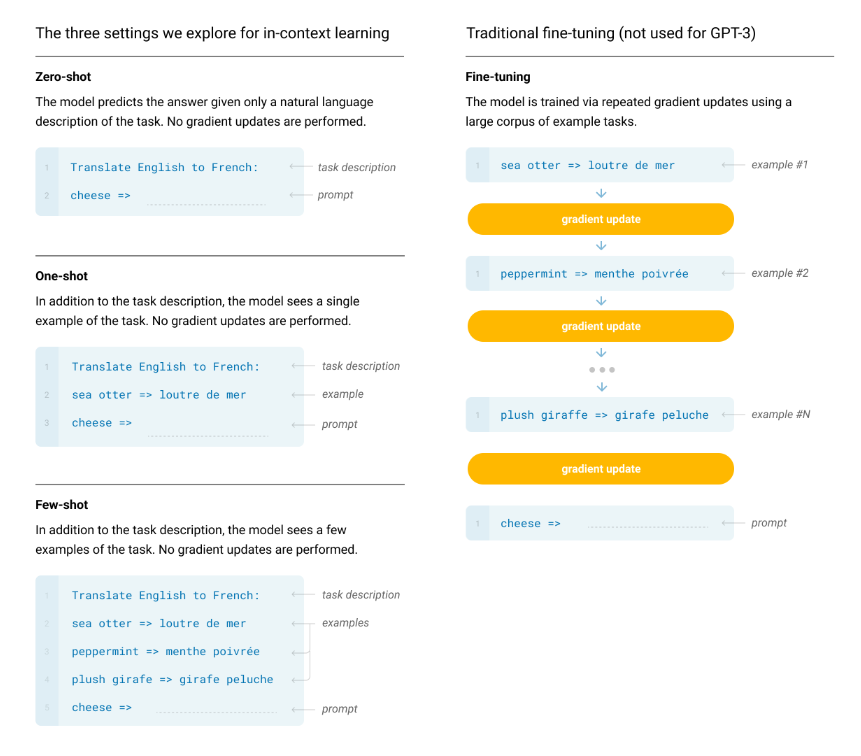 The three settings we explore for in-context learning
Zero-shot
The model predicts the answer given only a natural language
description of the task. No gradient updates are performed.
1 Translate English to French: task description
2 cheese => prompt
One-shot
In addition to the task description, the model sees a single
example of the task. No gradient updates are performed.
1 Translate English to French: task description
2 sea otter => loutre de mer example
3 cheese => prompt
Few-shot
In addition to the task description, the model sees a few
examples of the task. No gradient updates are performed.
1 Translate English to French: task description
2 sea otter => loutre de mer examples
3 peppermint => menthe poivrée
4 plush girafe => girafe peluche
5 cheese => prompt
Traditional fine-tuning (not used for GPT-3)
Fine-tuning
The model is trained via repeated gradient updates using a
large corpus of example tasks.
1 sea otter => loutre de mer example #1
gradient update
1 peppermint => menthe poivrée example #2
gradient update
1 plush giraffe => girafe peluche example #N
gradient update
1 cheese => prompt